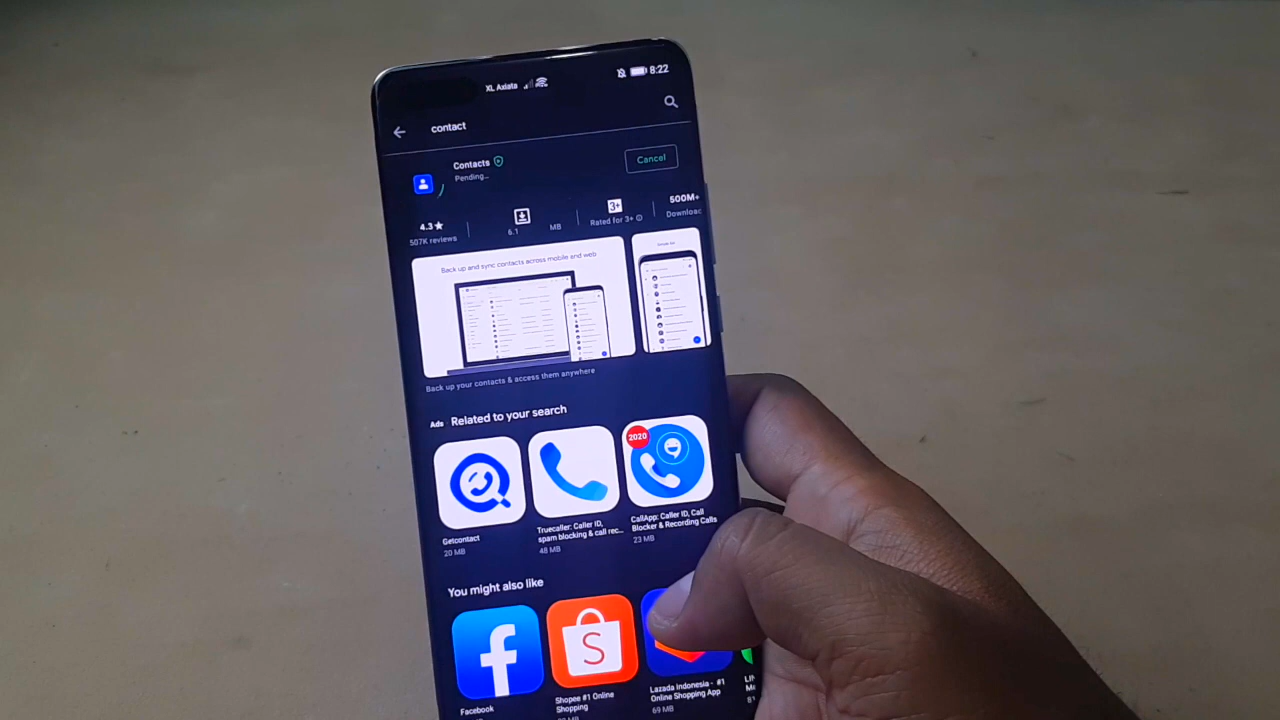 XL Axiata
8:22
contact
Contacts
Pending...
Cancel
4.3★
507K reviews
6.1 MB
3+
Rated for 3+
500M+
Downloac
Back up and sync contacts across mobile and web
Back up your contacts & access them anywhere
Ads Related to your search
2020
Getcontact
20 MB
Truecaller: Caller ID,
spam blocking & call rec...
48 MB
CallApp: Caller ID, Call
Blocker & Recording Calls
23 MB
You might also like
f
S
Facebook
Shopee #1 Online
Shopping
Lazada Indonesia - #1
Online Shopping App
69 MB